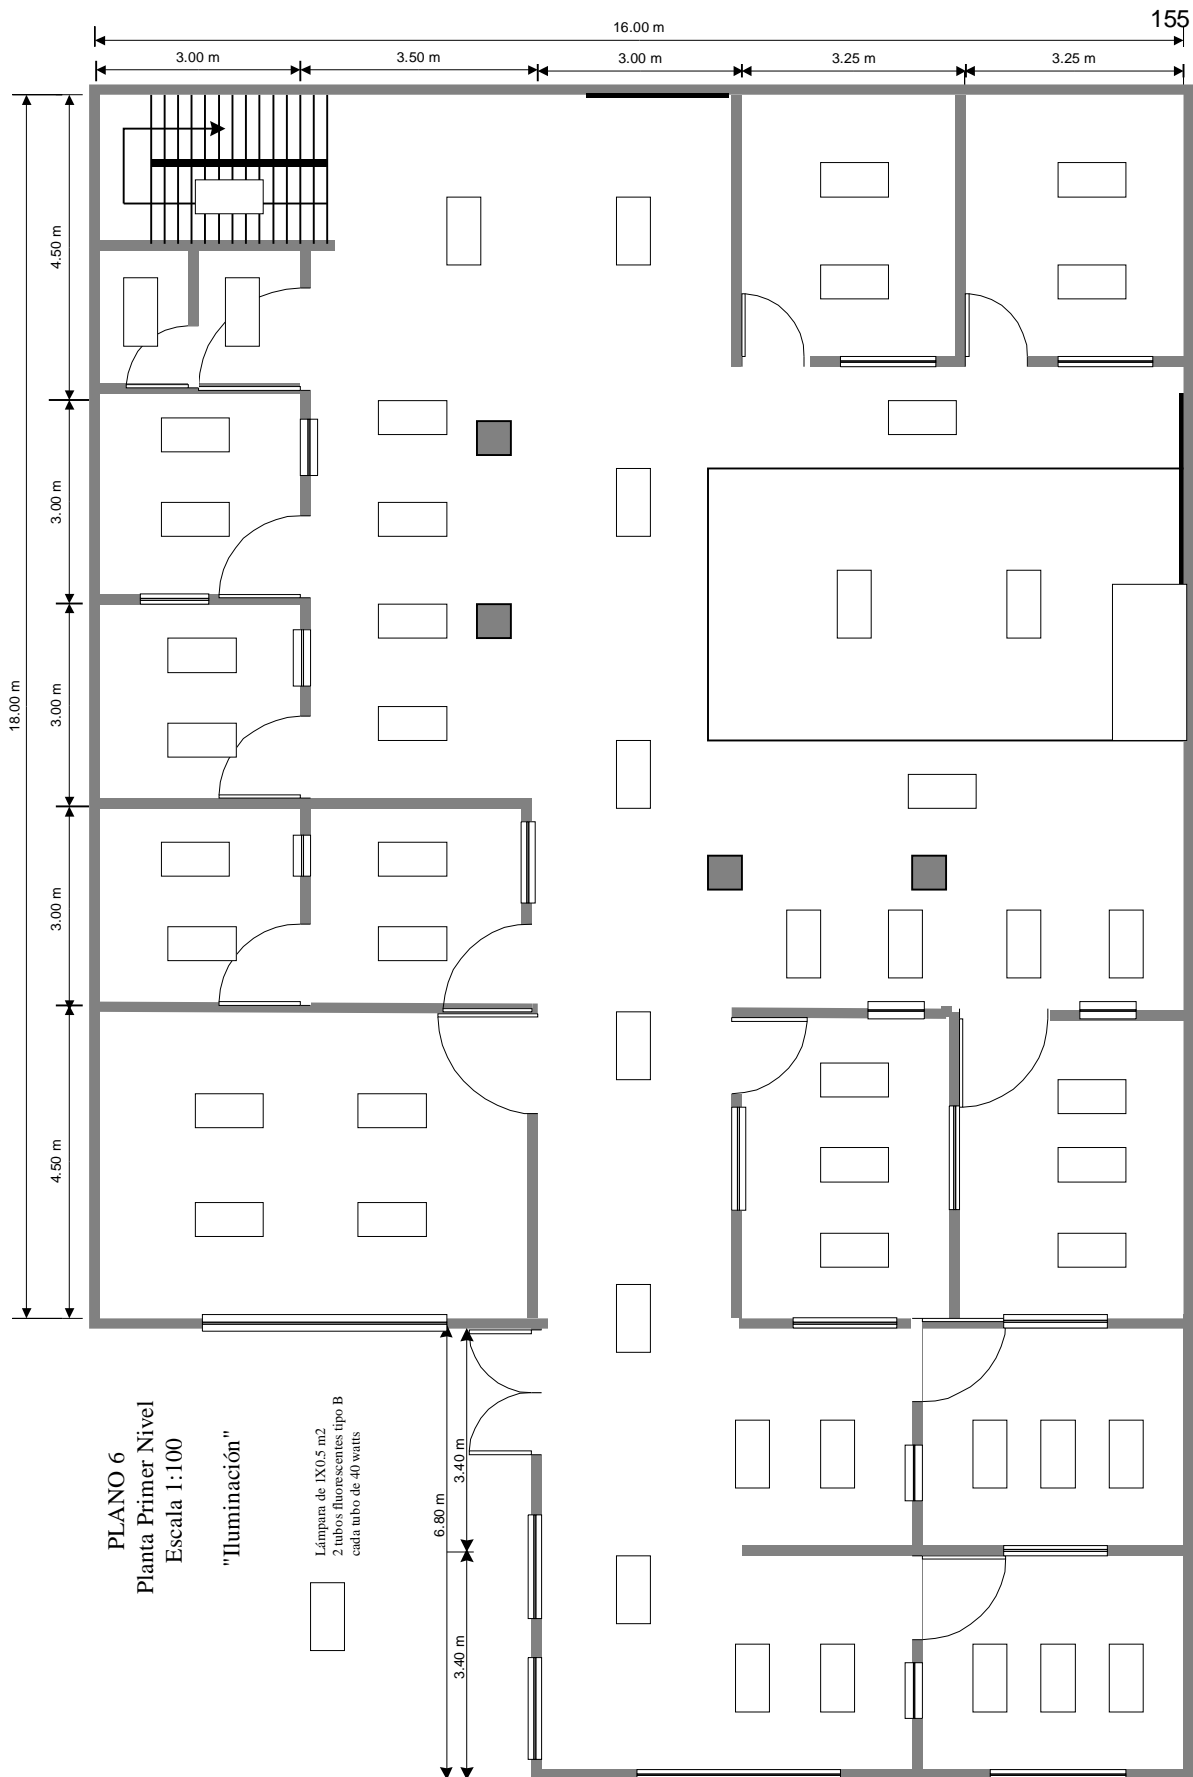 155
16.00 m
3.00 m
3.50 m
3.00 m
3.25 m
3.25 m
4.50 m
3.00 m
18.00 m
3.00 m
3.00 m
4.50 m
6.80 m
3.40 m
3.40 m
PLANO 6
Planta Primer Nivel
Escala 1:100
"Iluminación"
Lámpara de 1X0.5 m2
2 tubos fluorescentes tipo B
cada tubo de 40 watts